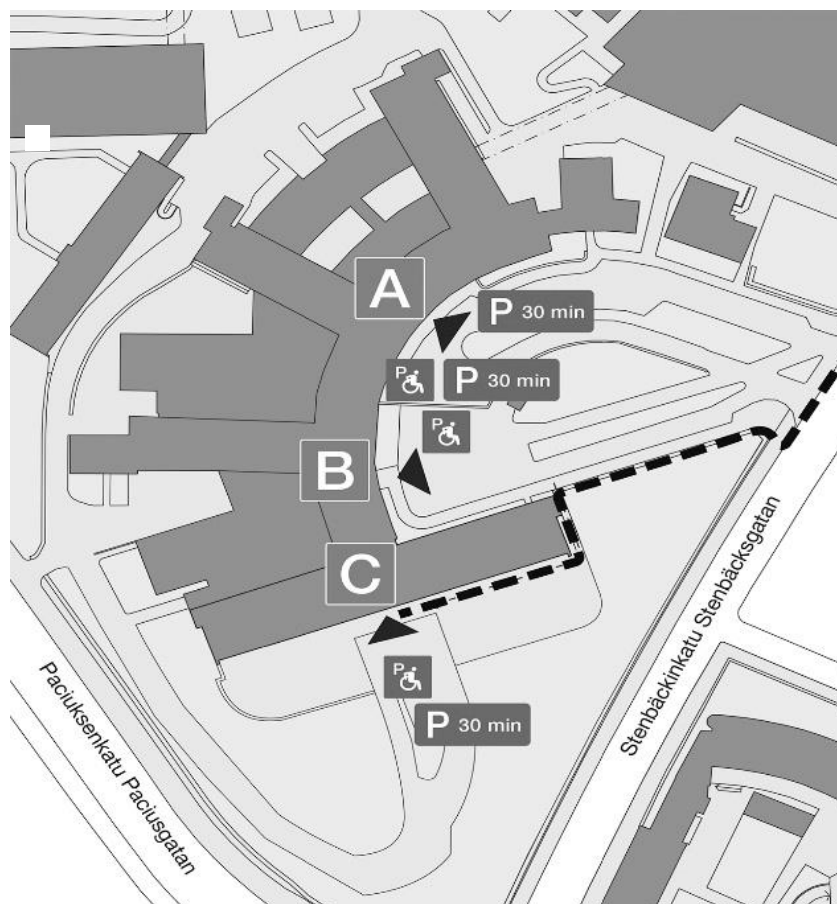 A
P 30 min
P
P 30 min
P
B
C
P
P 30 min
Paciuksenkatu Paciusgatan
Stenbäckinkatu Stenbäcksgatan